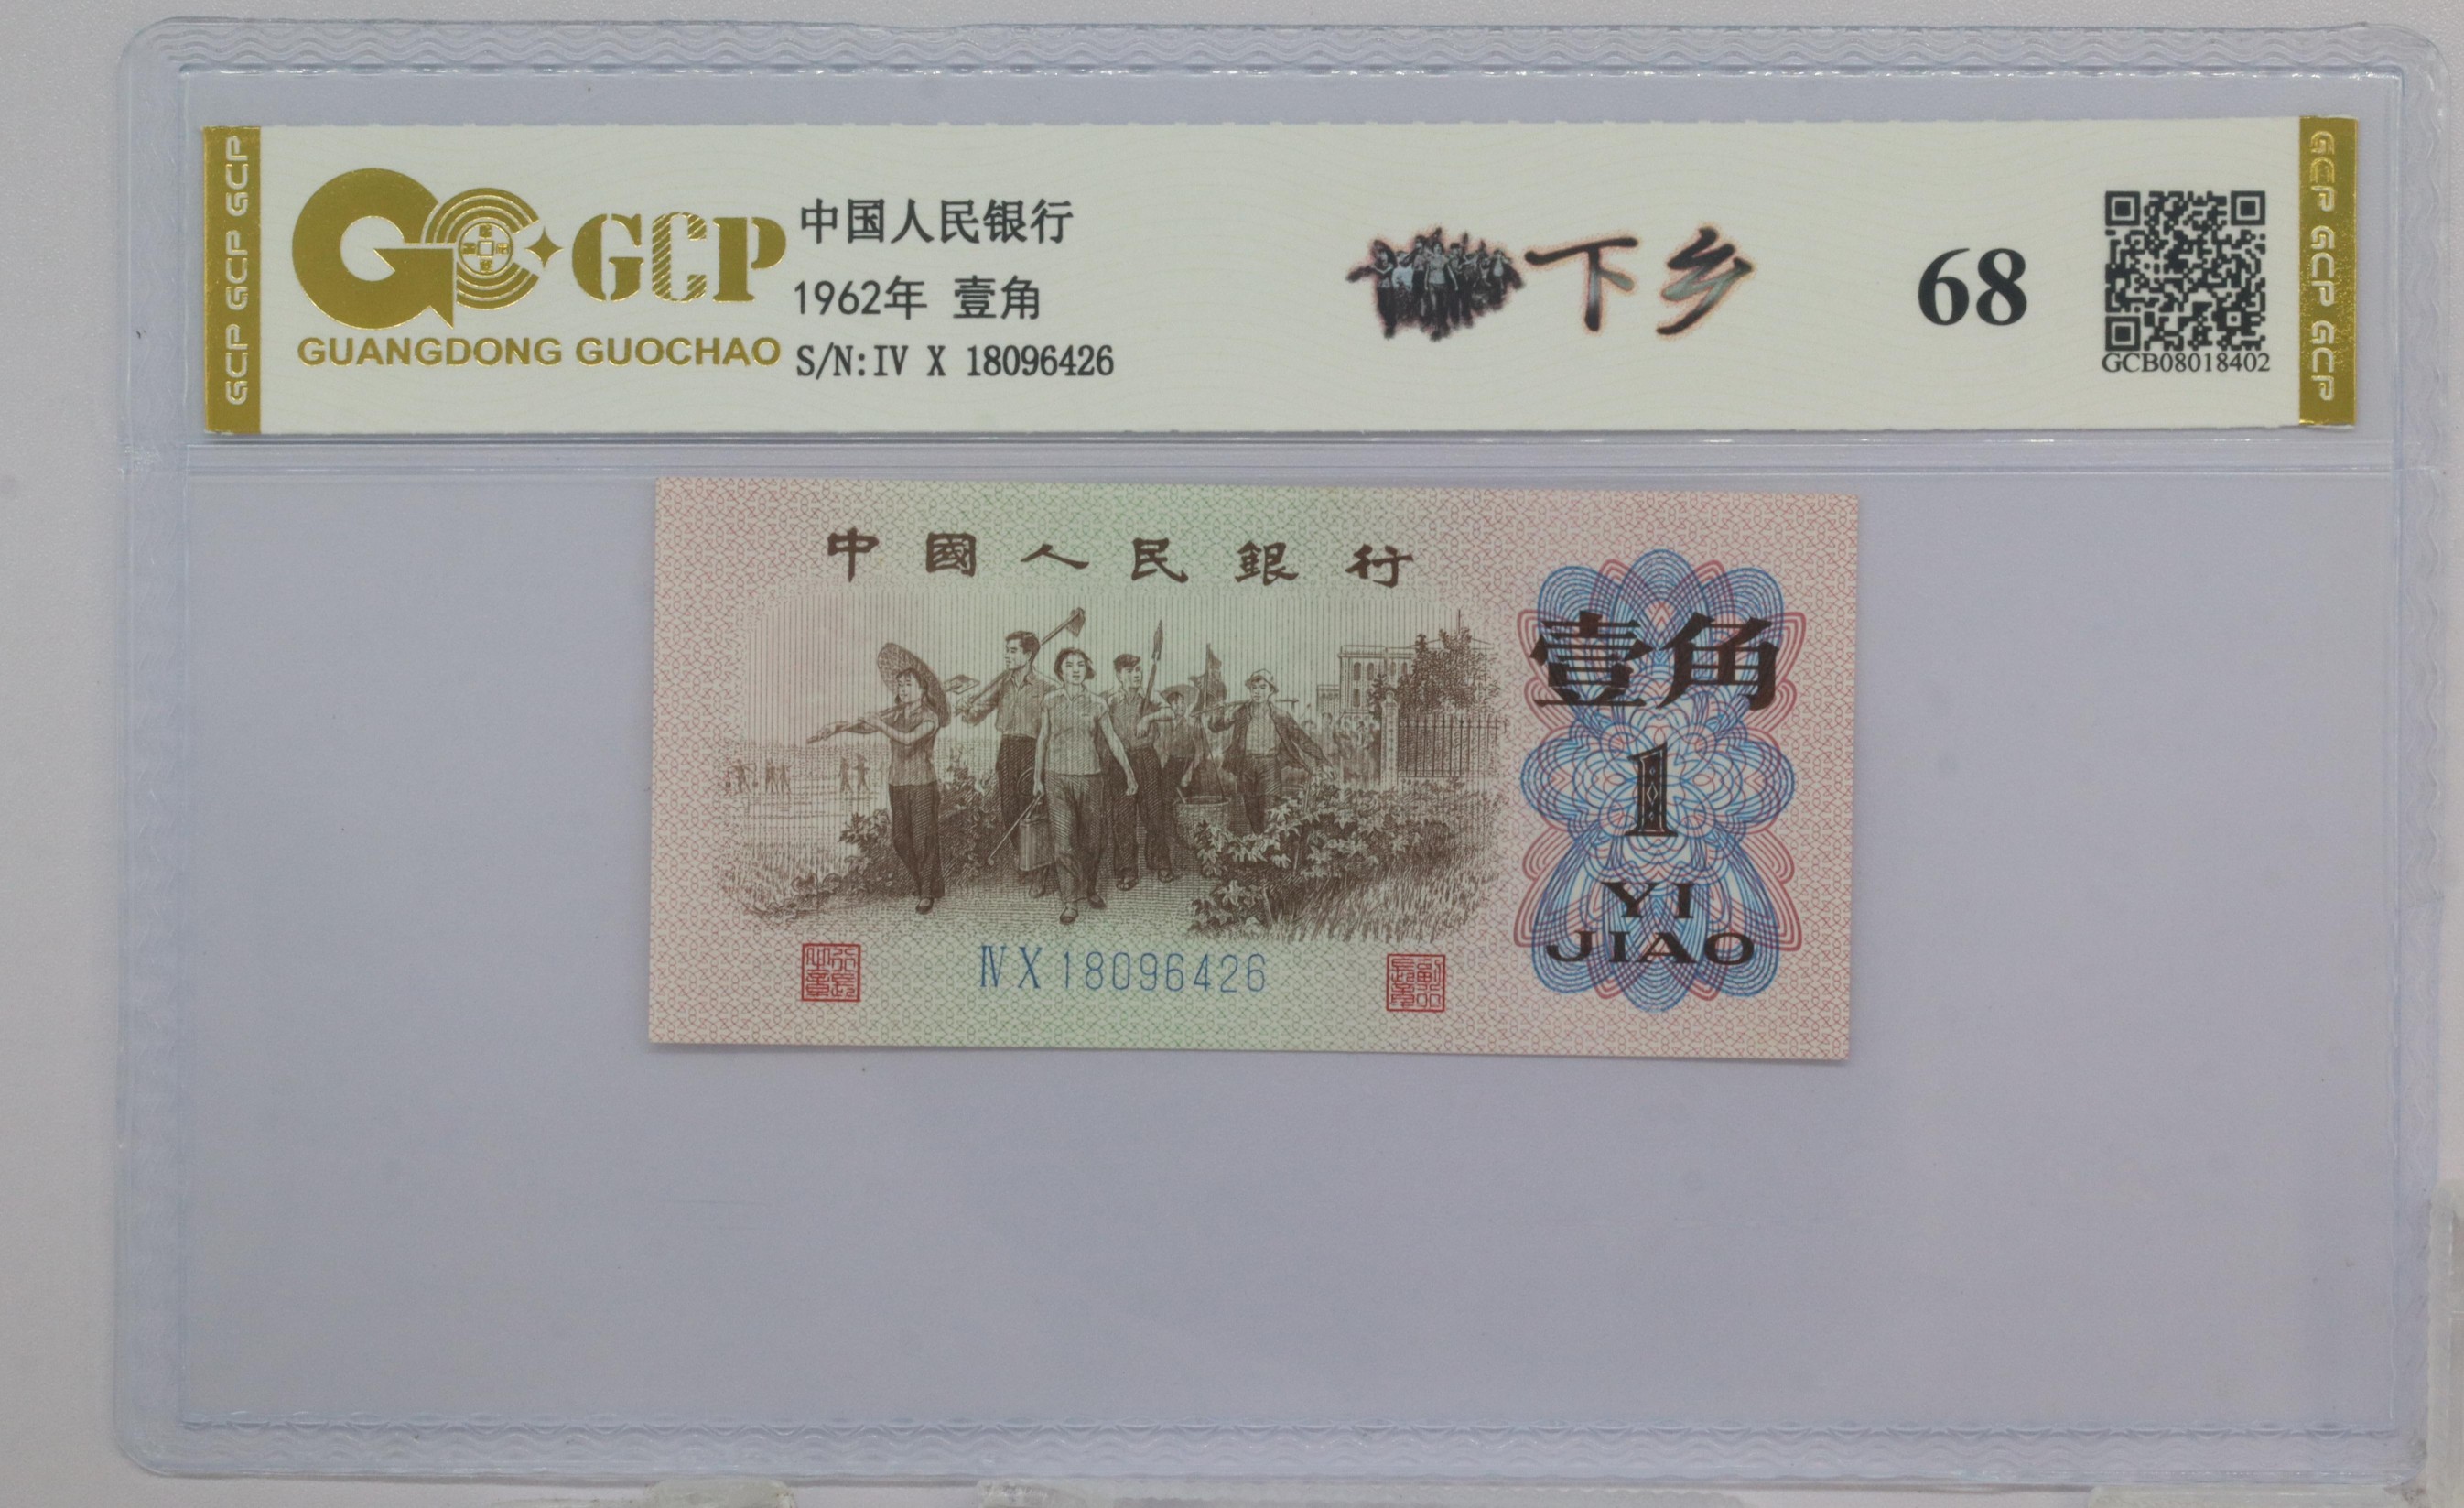 GCP GCP GCP
GCP
GUANGDONG GUOCHAO
中国人民银行
1962年 壹角
S/N:IV X 18096426
下乡
68
GCB08018402
GCP GCP GCP
中國人民銀行
壹角
1
YI
JIAO
Ⅳ X 18096426